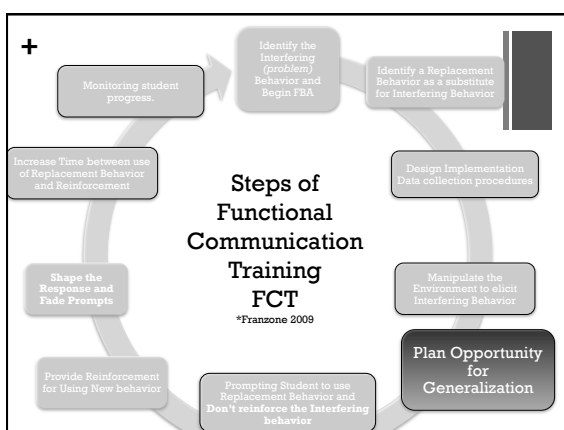 +
Identify the
Interfering
(problem)
Behavior and
Begin FBA
Identify a Replacement
Behavior as a substitute
for Interfering Behavior
Design Implementation
Data collection procedures
Manipulate the
Environment to elicit
Interfering Behavior
Plan Opportunity
for
Generalization
Prompting Student to use
Replacement Behavior and
Don't reinforce the Interfering
behavior
Provide Reinforcement
for Using New behavior
Shape the
Response and
Fade Prompts
Increase Time between use
of Replacement Behavior
and Reinforcement
Monitoring student
progress.
Steps of
Functional
Communication
Training
FCT
*Franzone 2009